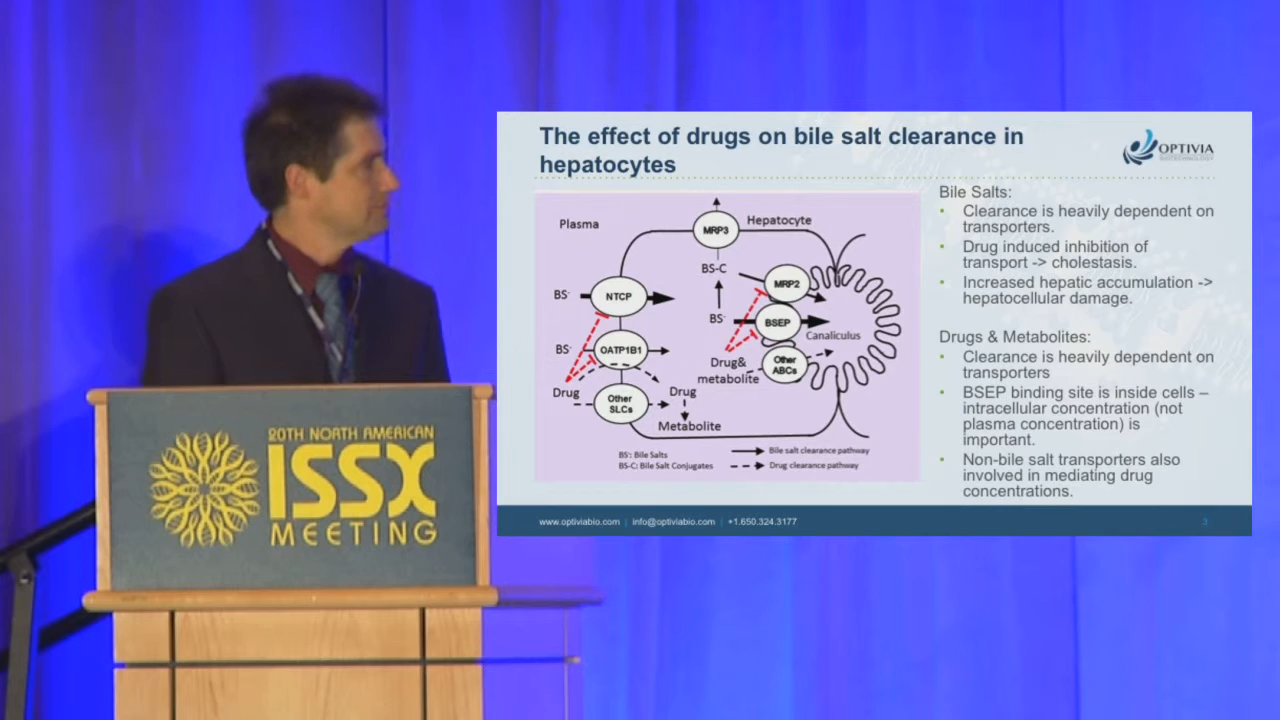 20TH NORTH AMERICAN
ISSX
MEETING
The effect of drugs on bile salt clearance in
hepatocytes
OPTIVIA
Plasma
MRP3
Hepatocyte
BS-C
MRP2
BS-
NTCP
BS-
BSEP
Canaliculus
BS-
OATP1B1
Drug&
metabolite
Other
ABCs
Drug
Other
SLCs
Drug
Metabolite
BS-: Bile Salts
BS-C: Bile Salt Conjugates
Bile salt clearance pathway
Drug clearance pathway
Bile Salts:
• Clearance is heavily dependent on
transporters.
• Drug induced inhibition of
transport -> cholestasis.
• Increased hepatic accumulation ->
hepatocellular damage.
Drugs & Metabolites:
• Clearance is heavily dependent on
transporters
• BSEP binding site is inside cells –
intracellular concentration (not
plasma concentration) is
important.
• Non-bile salt transporters also
involved in mediating drug
concentrations.
www.optiviabio.com | info@optiviabio.com | +1.650.324.3177
3